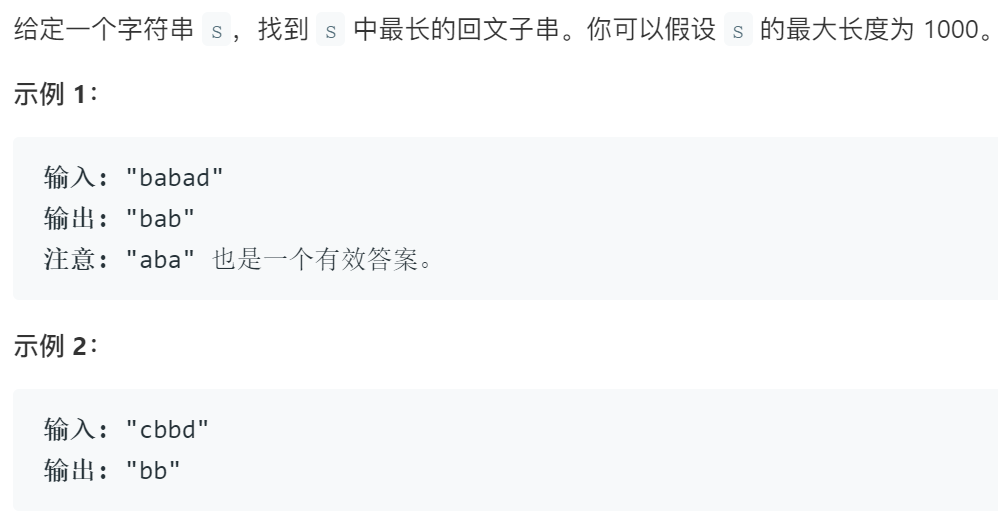 给定一个字符串 s，找到 s 中最长的回文子串。你可以假设 s 的最大长度为 1000。
示例 1：
输入: "babad"
输出: "bab"
注意: "aba" 也是一个有效答案。
示例 2：
输入: "cbbd"
输出: "bb"